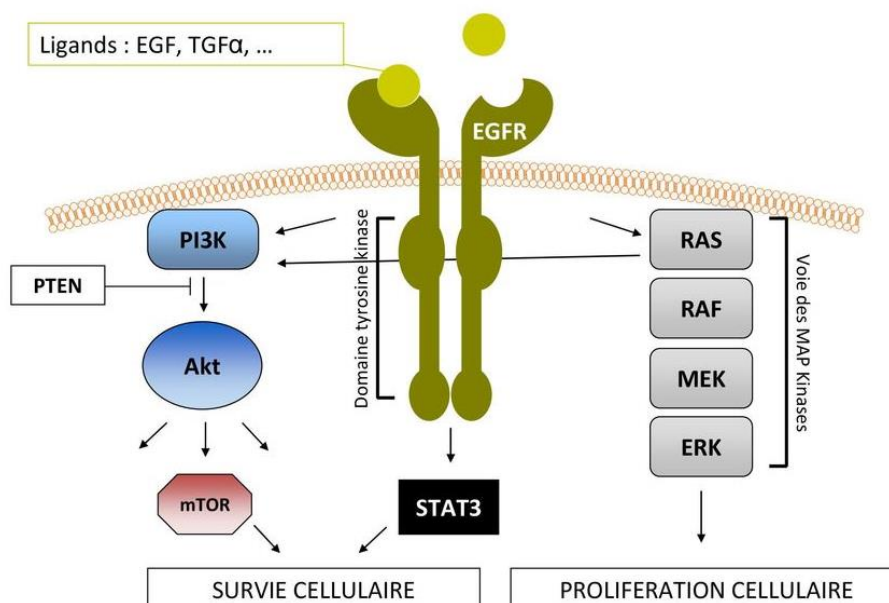 Ligands : EGF, TGFα, ...
EGFR
PI3K
RAS
PTEN
Domaine tyrosine kinase
RAF
Voie des MAP Kinases
Akt
MEK
ERK
mTOR
STAT3
SURVIE CELLULAIRE
PROLIFERATION CELLULAIRE